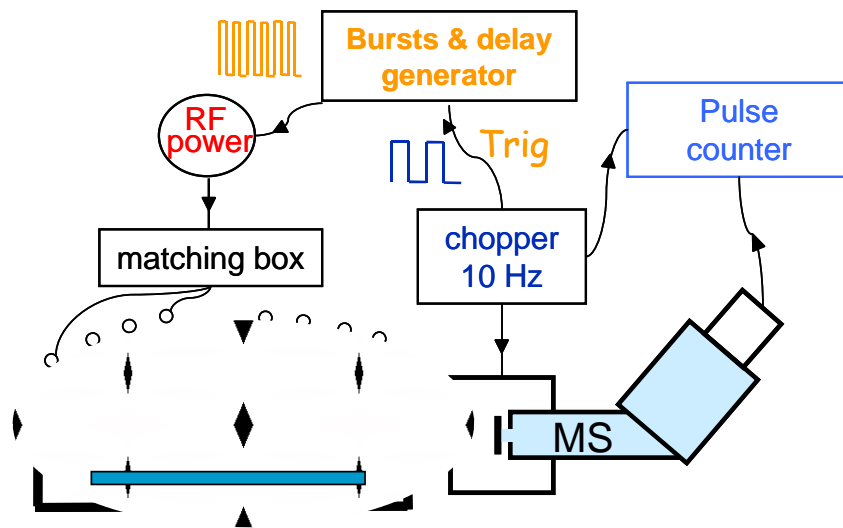 Bursts & delay
generator
RF
power
Trig
Pulse
counter
matching box
chopper
10 Hz
MS